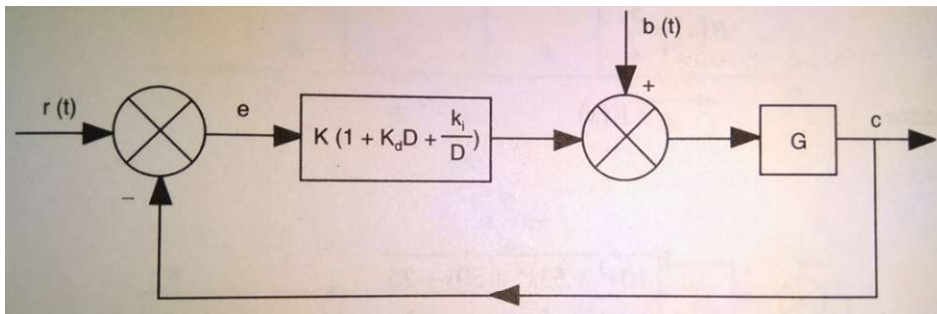 b (t)
+
r (t)
e
K (1 + K_d D + k_i/D)
G
c
−